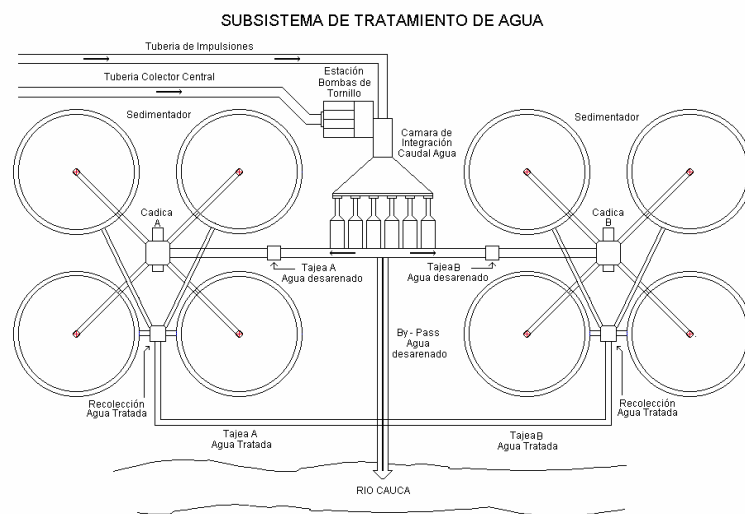 SUBSISTEMA DE TRATAMIENTO DE AGUA
Tuberia de Impulsiones
Tuberia Colector Central
Estación
Bombas de
Tornillo
Sedimentador
Camara de
Integración
Caudal Agua
Sedimentador
Cadica
A
Cadica
B
Tajea A
Agua desarenado
Tajea B
Agua desarenado
By - Pass
Agua
desarenado
Recolección
Agua Tratada
Recolección
Agua Tratada
Tajea A
Agua Tratada
Tajea B
Agua Tratada
RIO CAUCA